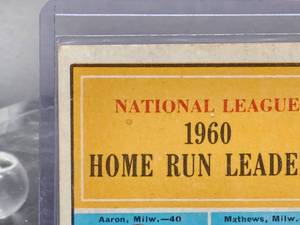 NATIONAL LEAGUE
1960
HOME RUN LEADE
Aaron, Milw.—40 Mathews, Milw.